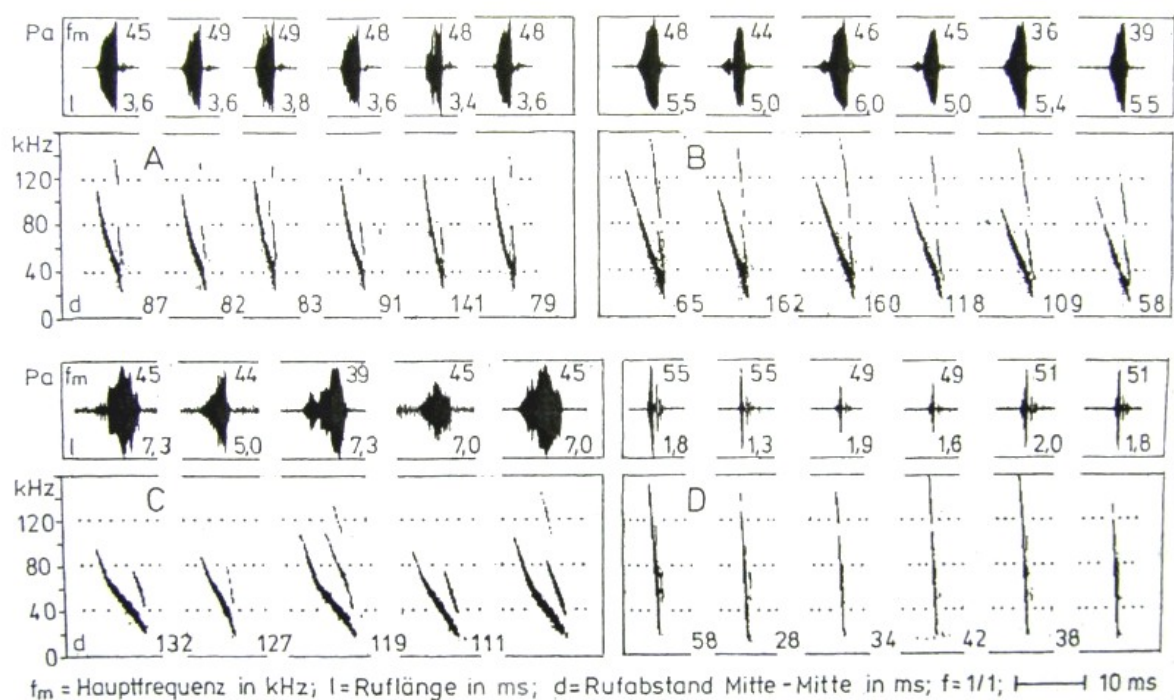 Pa fm 45 49 49 48 48 48
l 3,6 3,6 3,8 3,6 3,4 3,6
kHz A
120
80
40
d 87 82 83 91 141 79
0
48 44 46 45 36 39
5,5 5,0 6,0 5,0 5,4 5,5
B
65 162 160 118 109 58
Pa fm 45 44 39 45 45
l 7,3 5,0 7,3 7,0 7,0
kHz C
120
80
40
d 132 127 119 111
0
55 55 49 49 51 51
1,8 1,3 1,9 1,6 2,0 1,8
D
58 28 34 42 38
fm = Hauptfrequenz in kHz; l = Ruflänge in ms; d = Rufabstand Mitte-Mitte in ms; f = 1/1; 10 ms